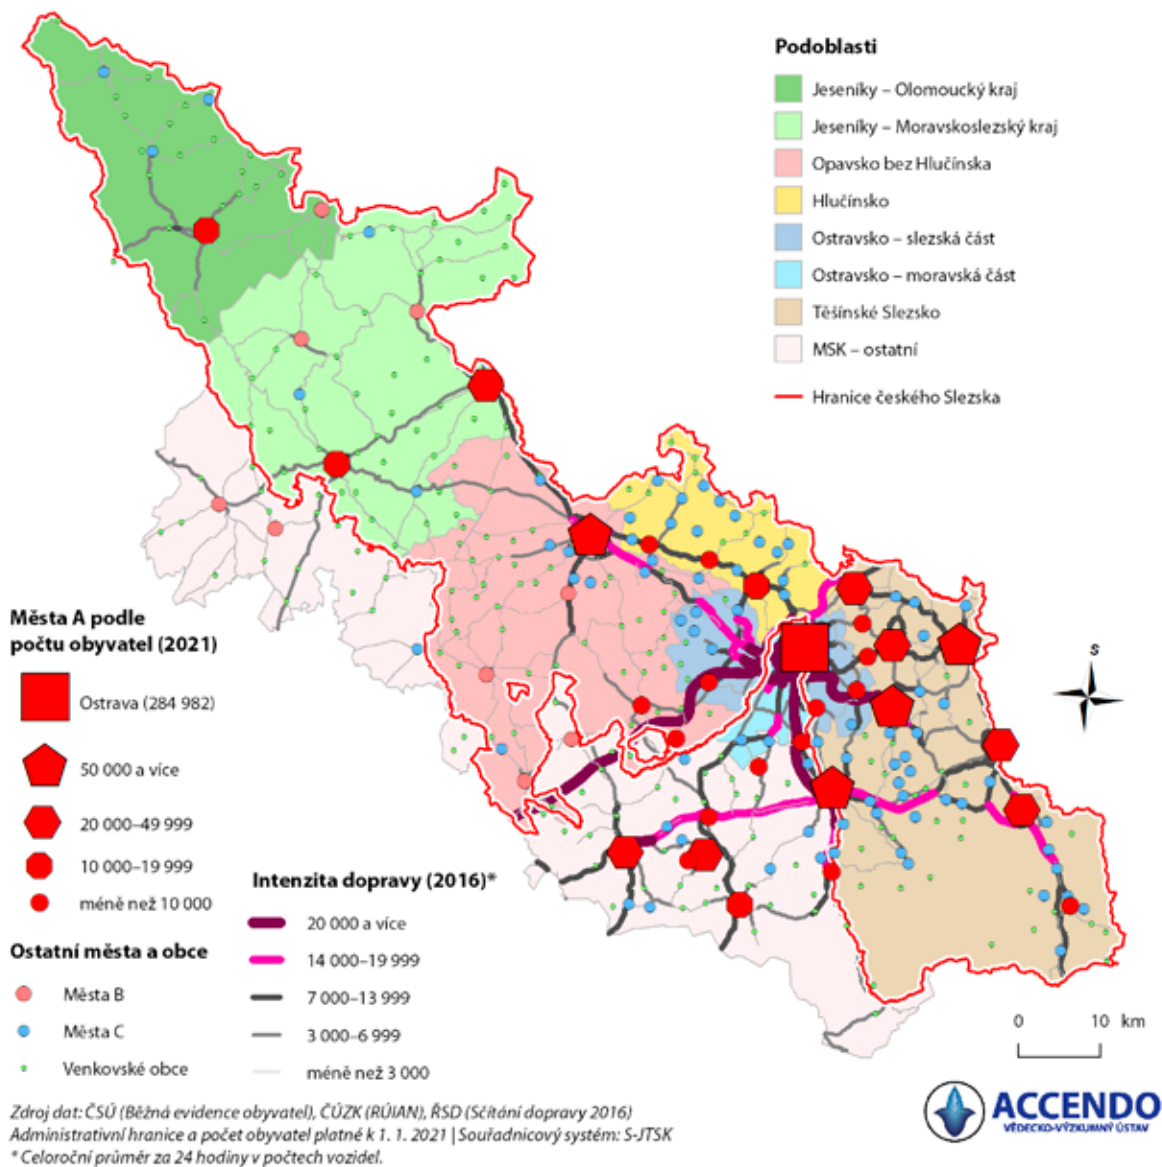 Podoblasti
Jeseníky – Olomoucký kraj
Jeseníky – Moravskoslezský kraj
Opavsko bez Hlučínska
Hlučínsko
Ostravsko – slezská část
Ostravsko – moravská část
Těšínské Slezsko
MSK – ostatní
Hranice českého Slezska
Města A podle
počtu obyvatel (2021)
Ostrava (284 982)
50 000 a více
20 000–49 999
10 000–19 999
méně než 10 000
Ostatní města a obce
Města B
Města C
Venkovské obce
Intenzita dopravy (2016)*
20 000 a více
14 000–19 999
7 000–13 999
3 000–6 999
méně než 3 000
S
0 10 km
Zdroj dat: ČSÚ (Běžná evidence obyvatel), ČÚZK (RÚIAN), ŘSD (Sčítání dopravy 2016)
Administrativní hranice a počet obyvatel platné k 1. 1. 2021 | Souřadnicový systém: S-JTSK
* Celoroční průměr za 24 hodiny v počtech vozidel.
ACCENDO
VĚDECKO-VÝZKUMNÝ ÚSTAV